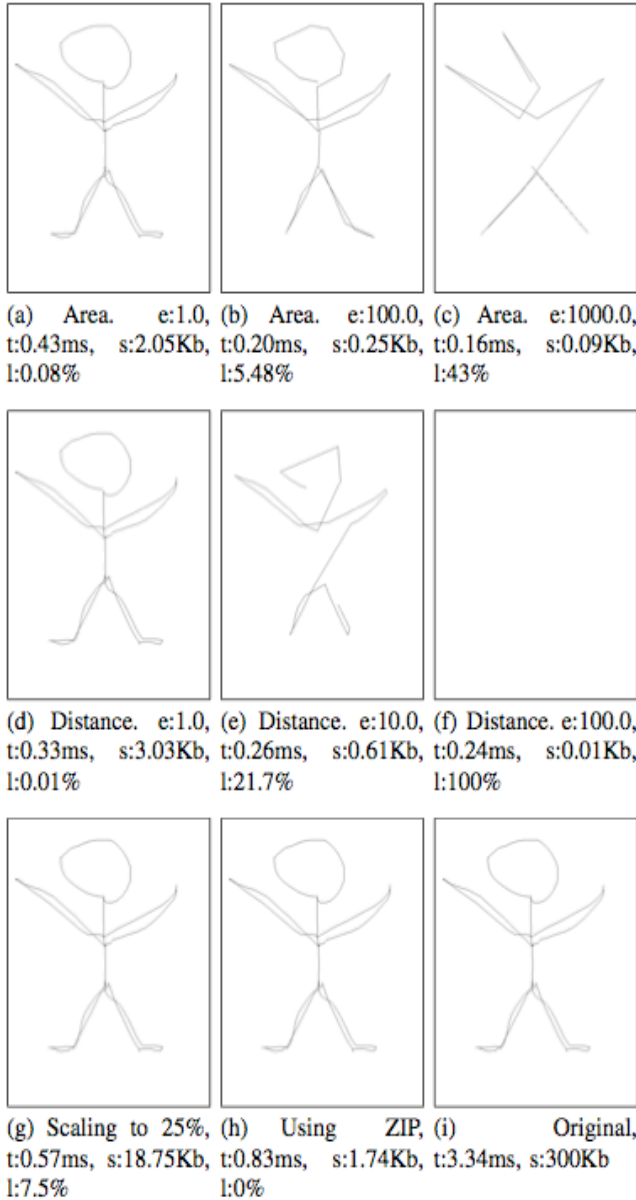 (a) Area. e:1.0,
t:0.43ms, s:2.05Kb,
l:0.08%
(b) Area. e:100.0,
t:0.20ms, s:0.25Kb,
l:5.48%
(c) Area. e:1000.0,
t:0.16ms, s:0.09Kb,
l:43%
(d) Distance. e:1.0,
t:0.33ms, s:3.03Kb,
l:0.01%
(e) Distance. e:10.0,
t:0.26ms, s:0.61Kb,
l:21.7%
(f) Distance. e:100.0,
t:0.24ms, s:0.01Kb,
l:100%
(g) Scaling to 25%,
t:0.57ms, s:18.75Kb,
l:7.5%
(h) Using ZIP,
t:0.83ms, s:1.74Kb,
l:0%
(i) Original,
t:3.34ms, s:300Kb